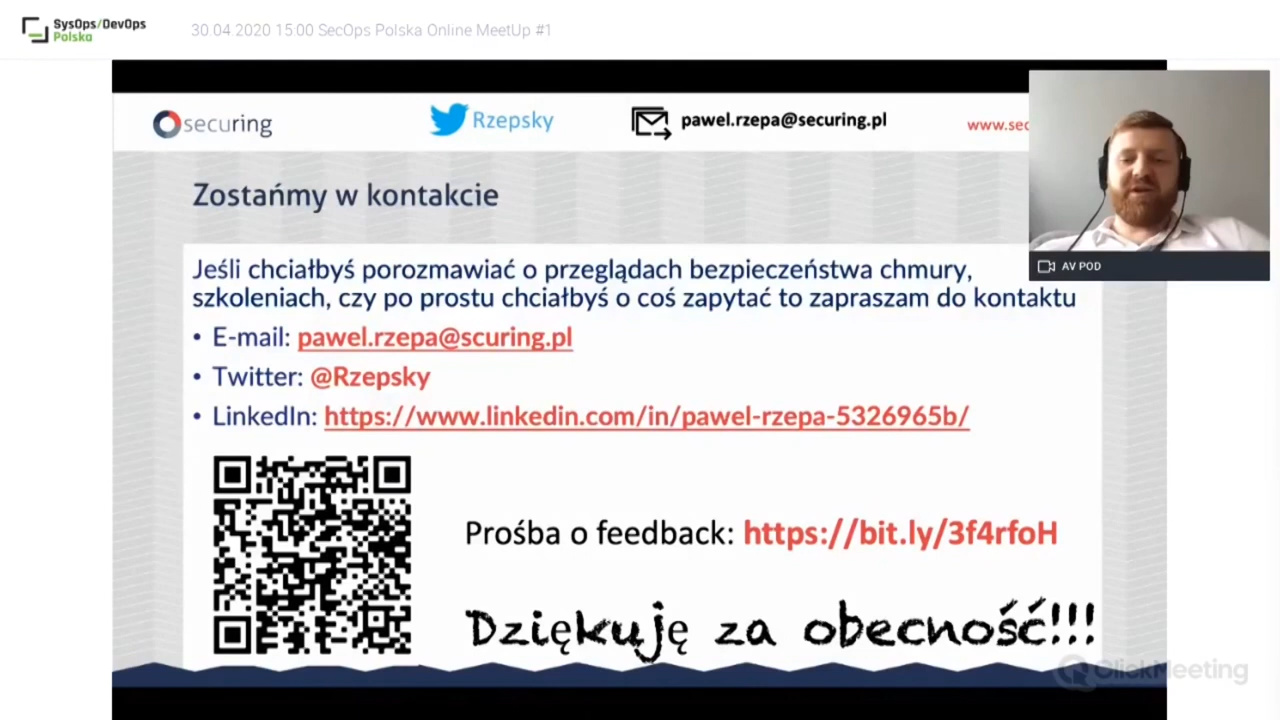 SysOps/DevOps
Polska
30.04.2020 15:00 SecOps Polska Online MeetUp #1
securing
Rzepsky
pawel.rzepa@securing.pl
www.sec
AV POD
Zostańmy w kontakcie
Jeśli chciałbyś porozmawiać o przeglądach bezpieczeństwa chmury,
szkoleniach, czy po prostu chciałbyś o coś zapytać to zapraszam do kontaktu
• E-mail: pawel.rzepa@scuring.pl
• Twitter: @Rzepsky
• LinkedIn: https://www.linkedin.com/in/pawel-rzepa-5326965b/
Prośba o feedback: https://bit.ly/3f4rfoH
Dziękuję za obecność!!!
ClickMeeting